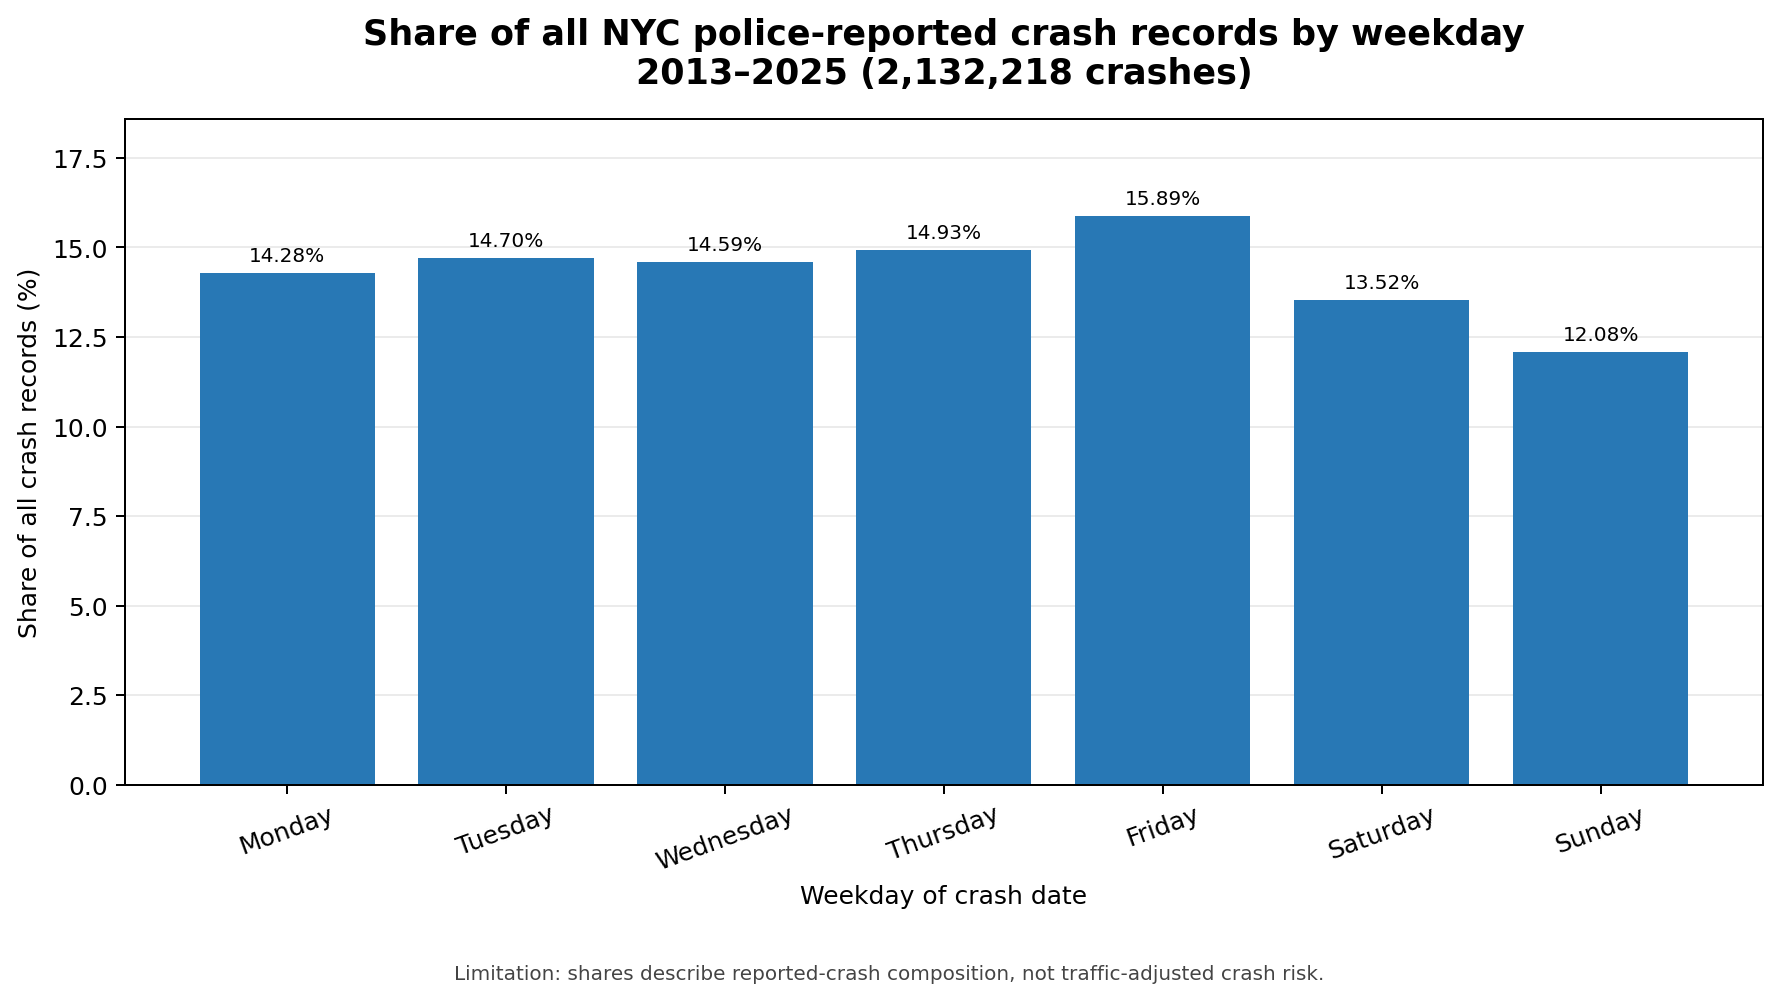 Share of all NYC police-reported crash records by weekday
2013–2025 (2,132,218 crashes)
Share of all crash records (%)
17.5
15.0
12.5
10.0
7.5
5.0
2.5
0.0
14.28%
14.70%
14.59%
14.93%
15.89%
13.52%
12.08%
Monday
Tuesday
Wednesday
Thursday
Friday
Saturday
Sunday
Weekday of crash date
Limitation: shares describe reported-crash composition, not traffic-adjusted crash risk.